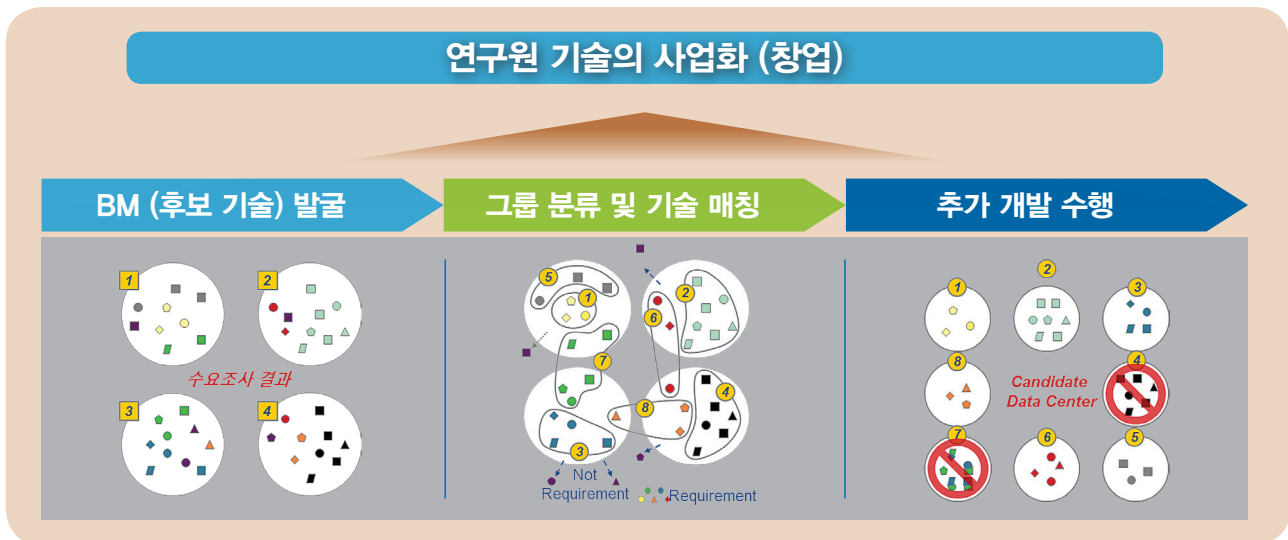 연구원 기술의 사업화 (창업)
BM (후보 기술) 발굴
그룹 분류 및 기술 매칭
추가 개발 수행
1
2
수요조사 결과
3
4
5
1
2
6
7
8
4
3
Not
Requirement
Requirement
1
2
3
8
Candidate
Data Center
4
7
6
5